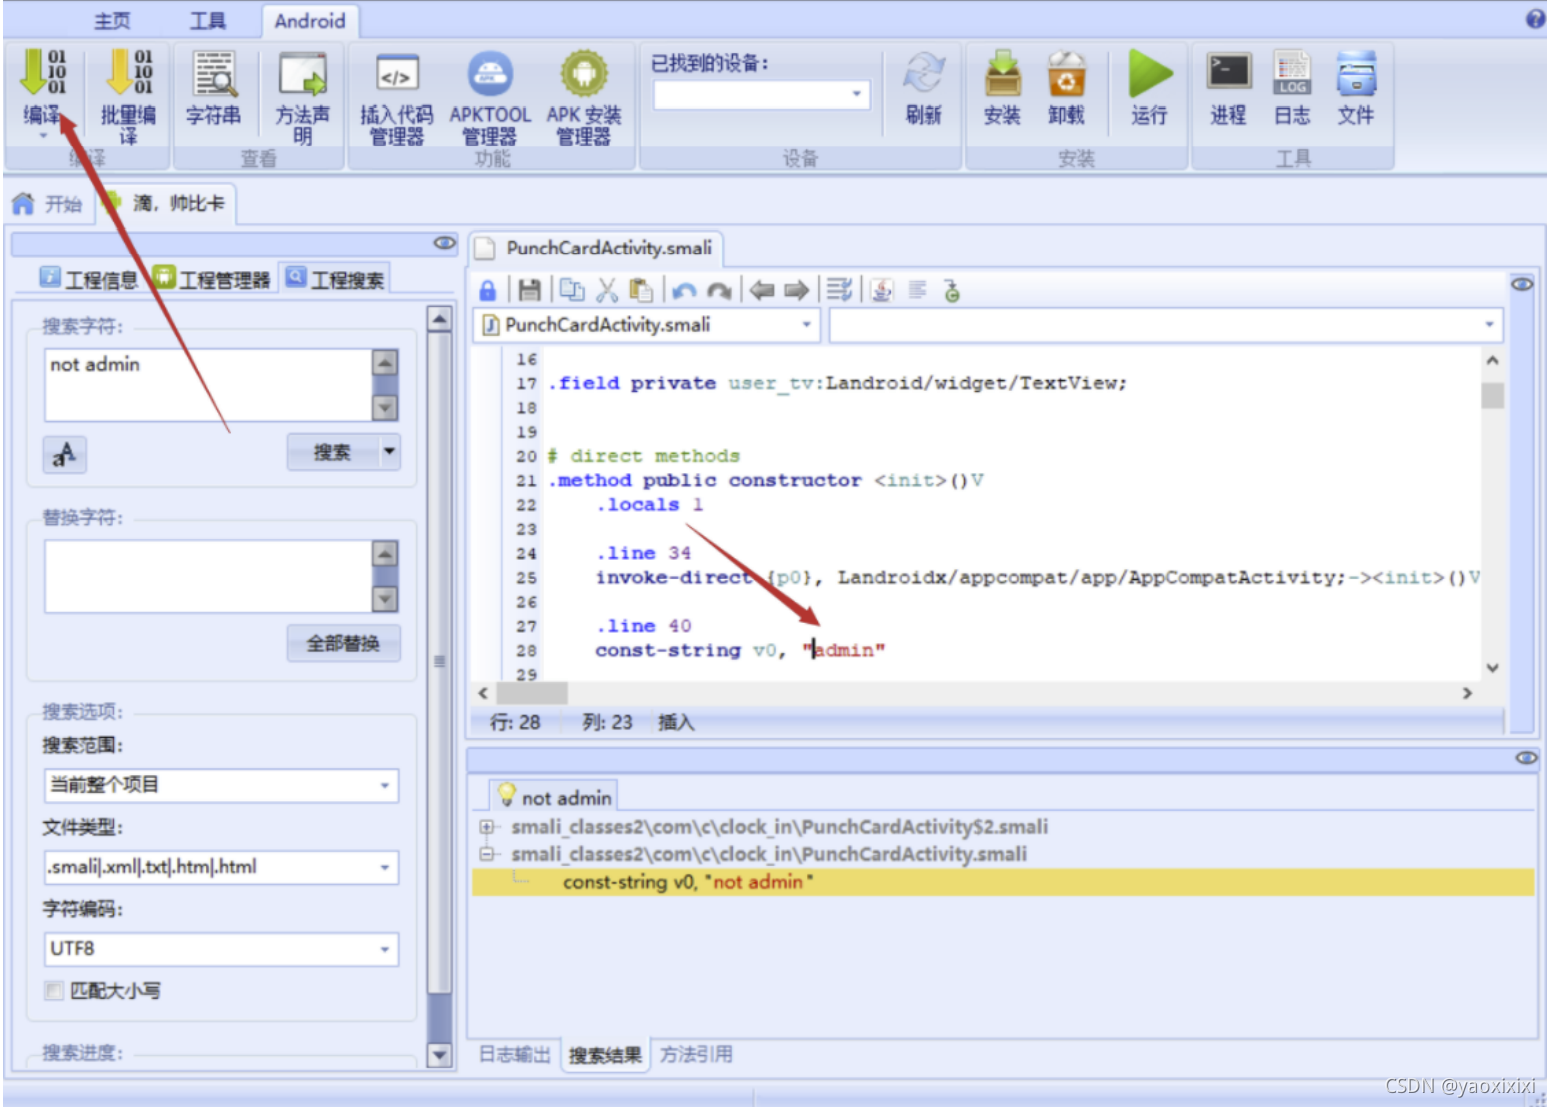 主页 工具 Android
编译 批量编译 字符串 方法声明 插入代码管理器 APKTOOL管理器 APK 安装管理器 已找到的设备: 刷新 安装 卸载 运行 进程 日志 文件
查看 功能 设备 安装 工具
开始 滴，帅比卡
工程信息 工程管理器 工程搜索
搜索字符:
not admin
搜索
替换字符:
全部替换
搜索选项:
搜索范围:
当前整个项目
文件类型:
.smali|.xml|.txt|.htm|.html
字符编码:
UTF8
匹配大小写
搜索进度:
PunchCardActivity.smali
PunchCardActivity.smali
16
17 .field private user_tv:Landroid/widget/TextView;
18
19
20 # direct methods
21 .method public constructor <init>()V
22 .locals 1
23
24 .line 34
25 invoke-direct {p0}, Landroidx/appcompat/app/AppCompatActivity;-><init>()V
26
27 .line 40
28 const-string v0, "admin"
29
行: 28 列: 23 插入
not admin
smali_classes2\com\c\clock_in\PunchCardActivity$2.smali
smali_classes2\com\c\clock_in\PunchCardActivity.smali
const-string v0, "not admin"
日志输出 搜索结果 方法引用
CSDN @yaoxixixi